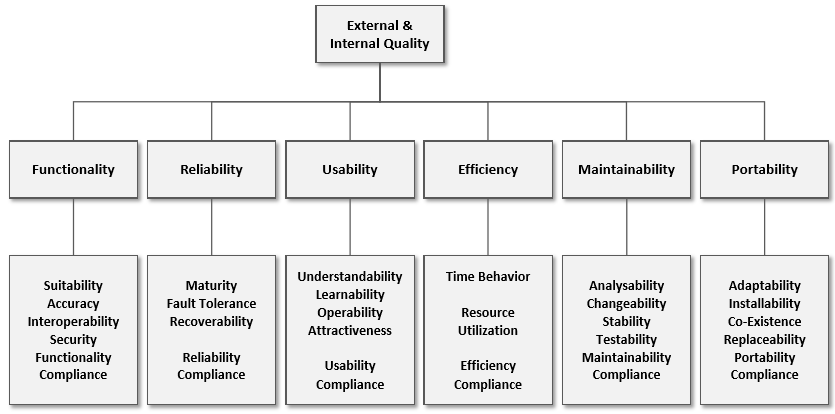 External &
Internal Quality
Functionality
Reliability
Usability
Efficiency
Maintainability
Portability
Suitability
Accuracy
Interoperability
Security
Functionality
Compliance
Maturity
Fault Tolerance
Recoverability
Reliability
Compliance
Understandability
Learnability
Operability
Attractiveness
Usability
Compliance
Time Behavior
Resource
Utilization
Efficiency
Compliance
Analysability
Changeability
Stability
Testability
Maintainability
Compliance
Adaptability
Installability
Co-Existence
Replaceability
Portability
Compliance